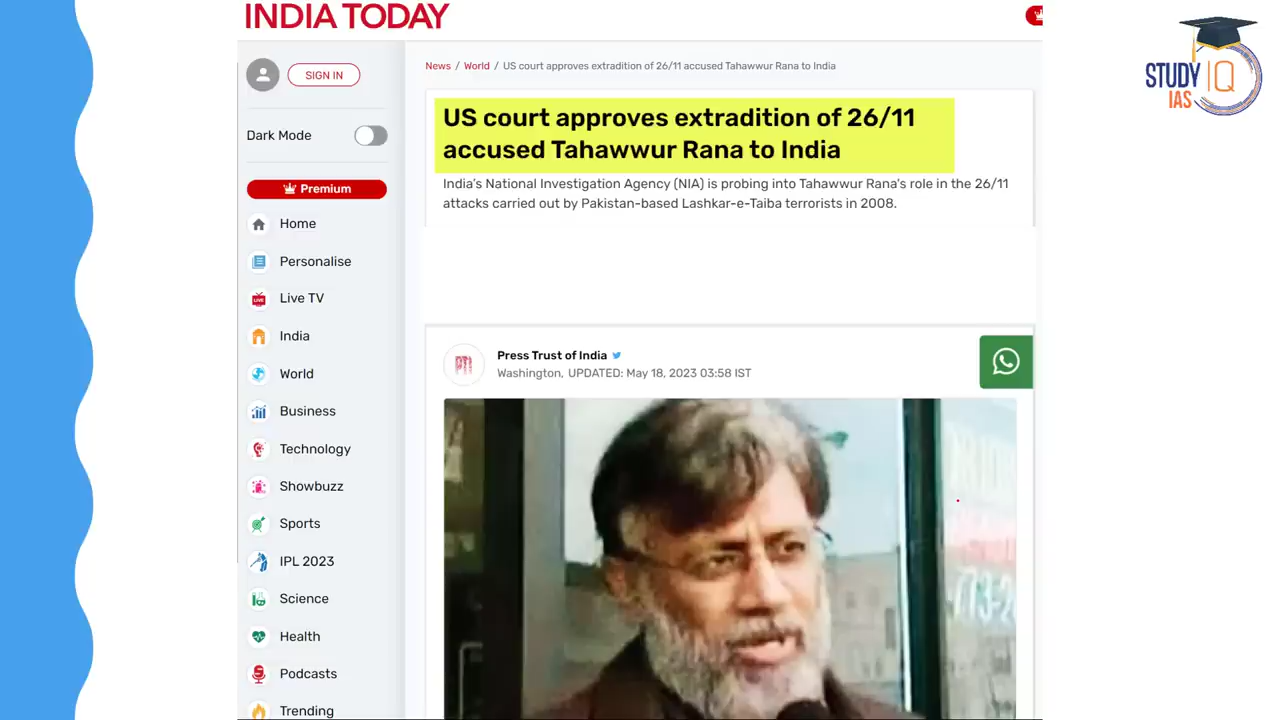 INDIA TODAY
STUDY IQ
IAS
SIGN IN
Dark Mode
Premium
Home
Personalise
Live TV
India
World
Business
Technology
Showbuzz
Sports
IPL 2023
Science
Health
Podcasts
Trending
News / World / US court approves extradition of 26/11 accused Tahawwur Rana to India
US court approves extradition of 26/11
accused Tahawwur Rana to India
India's National Investigation Agency (NIA) is probing into Tahawwur Rana's role in the 26/11
attacks carried out by Pakistan-based Lashkar-e-Taiba terrorists in 2008.
Press Trust of India
Washington, UPDATED: May 18, 2023 03:58 IST